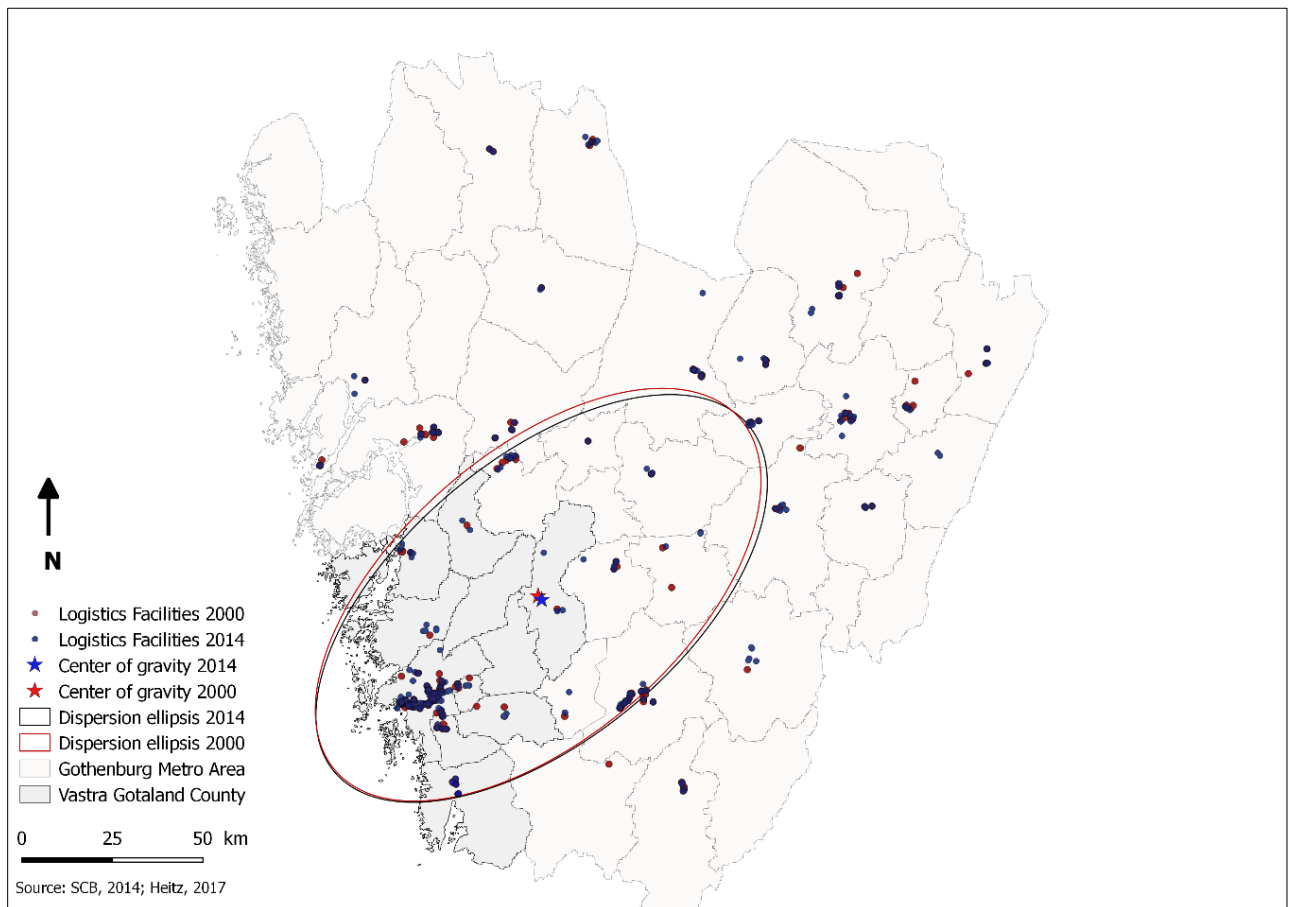 N
Logistics Facilities 2000
Logistics Facilities 2014
Center of gravity 2014
Center of gravity 2000
Dispersion ellipsis 2014
Dispersion ellipsis 2000
Gothenburg Metro Area
Vastra Gotaland County
0 25 50 km
Source: SCB, 2014; Heitz, 2017